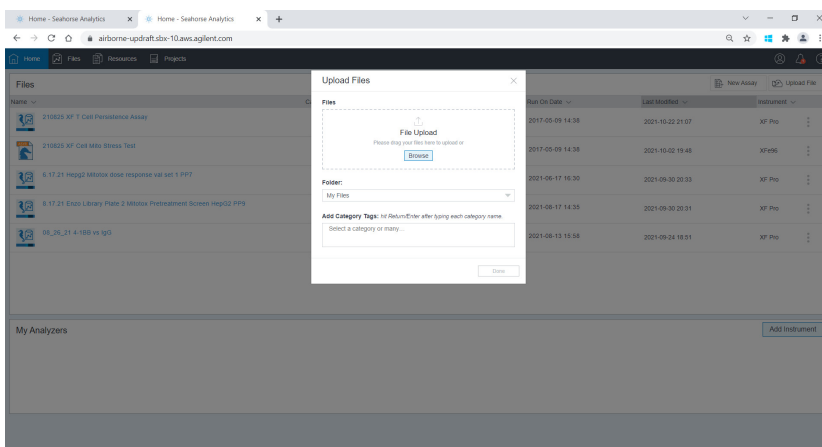 Home - Seahorse Analytics
Home - Seahorse Analytics
airborne-updraft.sbx-10.aws.agilent.com
Home Files Resources Projects
Files
New Assay Upload File
Name
Run On Date Last Modified Instrument
210825 XF T Cell Persistence Assay
2017-05-09 14:38 2021-10-22 21:07 XF Pro
210825 XF Cell Mito Stress Test
2017-05-09 14:38 2021-10-02 19:48 XFe96
6.17.21 Hepg2 Mitotox dose response val set 1 PP7
2021-06-17 16:30 2021-09-30 20:33 XF Pro
6.17.21 Enzo Library Plate 2 Mitotox Pretreatment Screen HepG2 PP9
2021-06-17 14:35 2021-09-30 20:31 XF Pro
08_26_21 4-1BB vs IgG
2021-08-13 15:58 2021-09-24 16:51 XF Pro
Upload Files
Files
File Upload
Please drag your files here to upload or
Browse
Folder:
My Files
Add Category Tags: hit Return/Enter after typing each category name.
Select a category or many...
Done
My Analyzers
Add Instrument